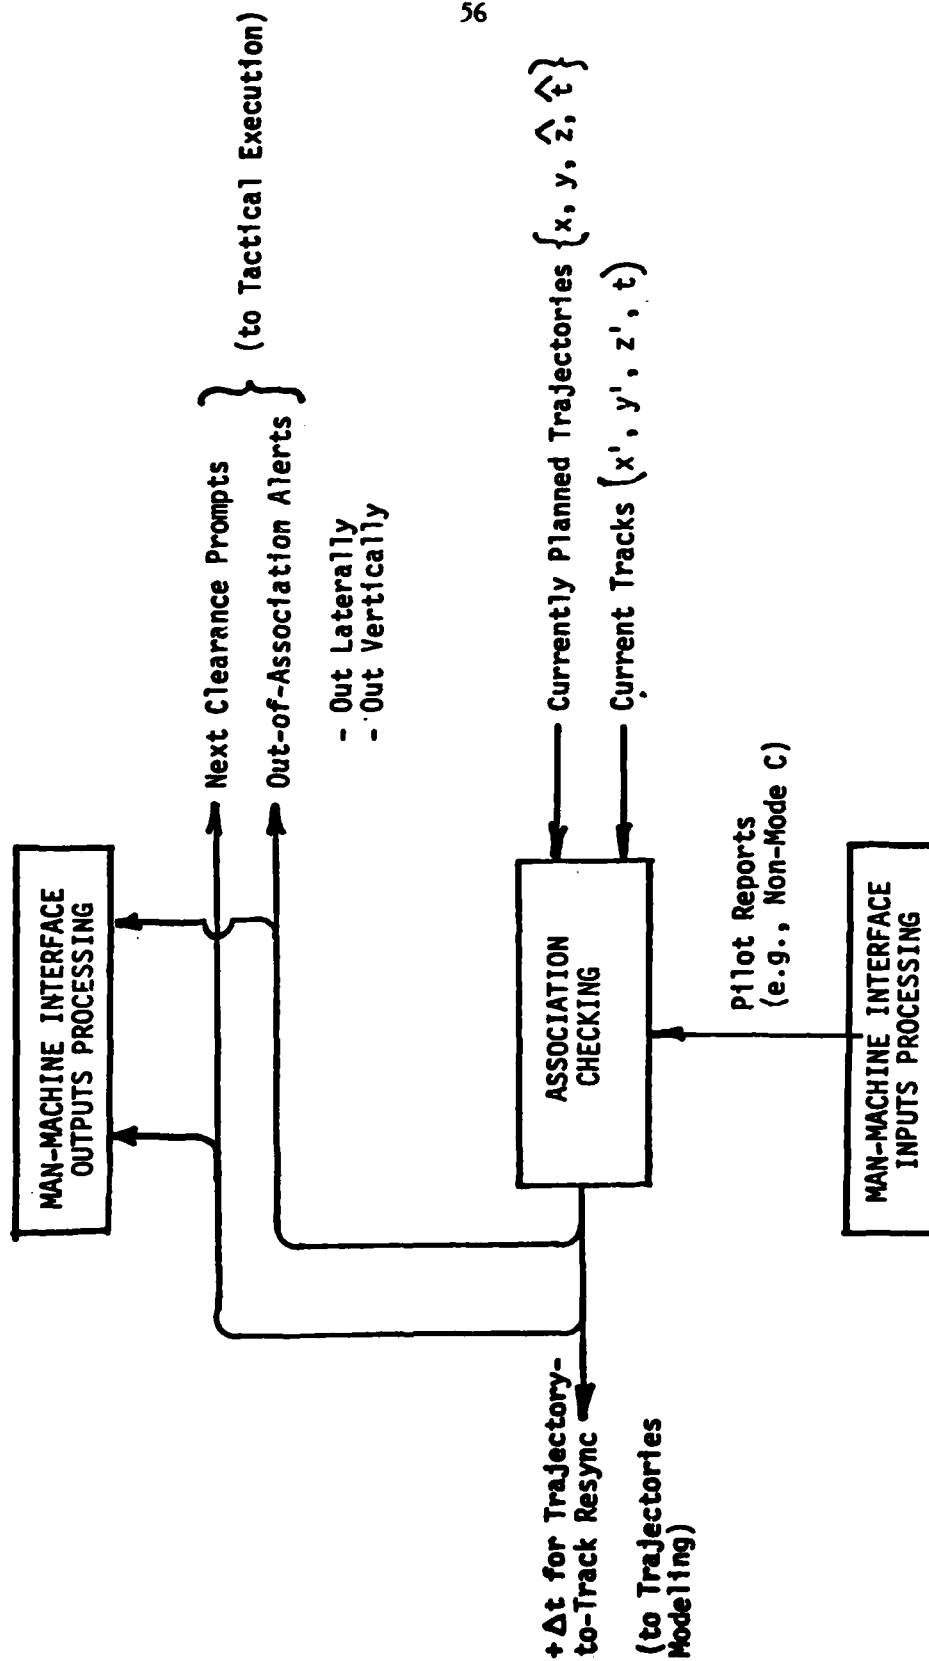 56
MAN-MACHINE INTERFACE
OUTPUTS PROCESSING
Next Clearance Prompts
Out-of-Association Alerts
(to Tactical Execution)
- Out Laterally
- Out Vertically
+Δt for Trajectory-
to-Track Resync
(to Trajectories
Modeling)
ASSOCIATION
CHECKING
Currently Planned Trajectories {x, y, ẑ, t̂}
Current Tracks (x', y', z', t)
Pilot Reports
(e.g., Non-Mode C)
MAN-MACHINE INTERFACE
INPUTS PROCESSING